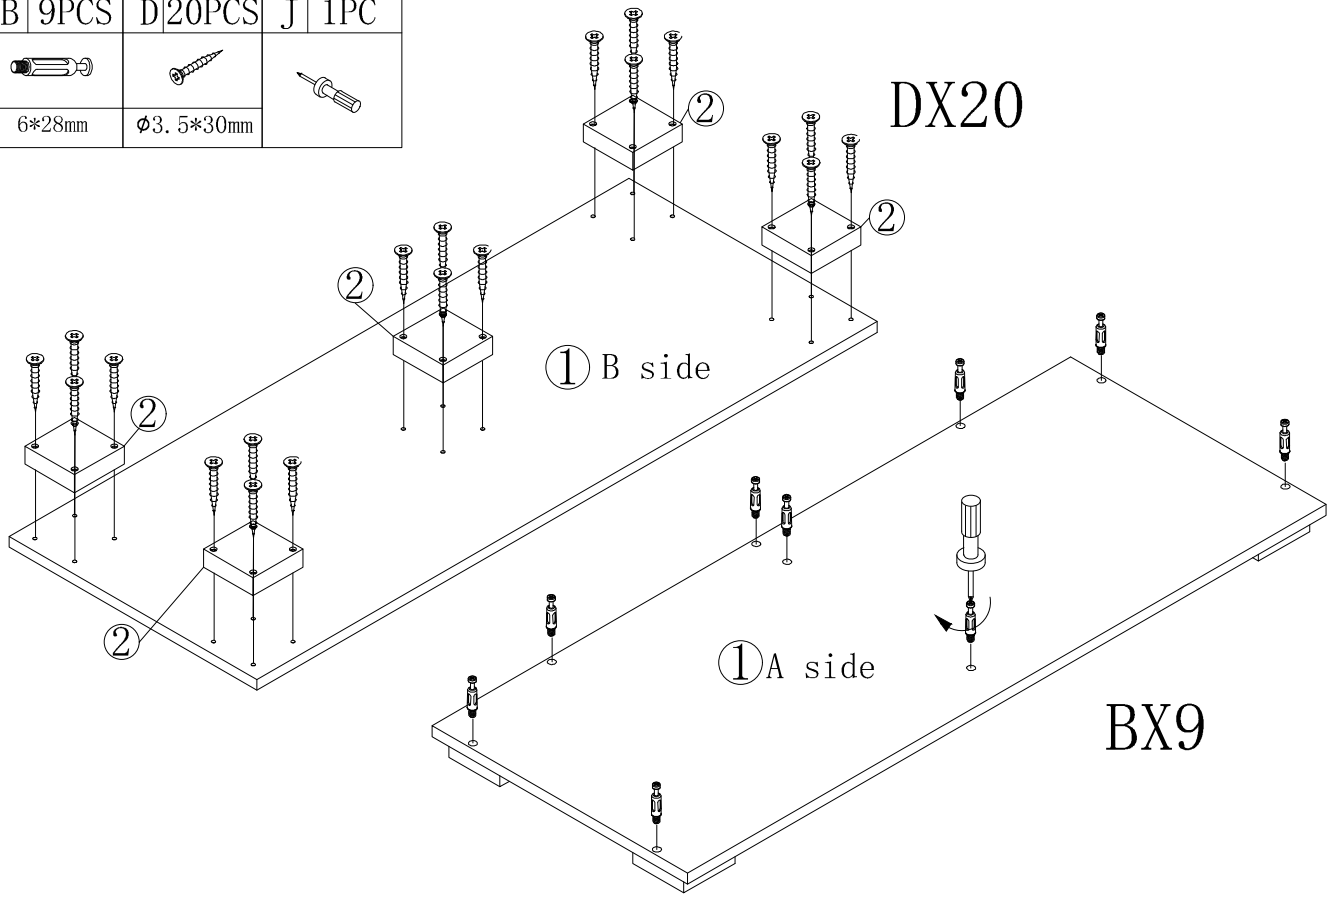 B 9PCS D 20PCS J 1PC
6*28mm φ3.5*30mm
DX20
2
2
2
2
2
1 B side
1 A side
BX9